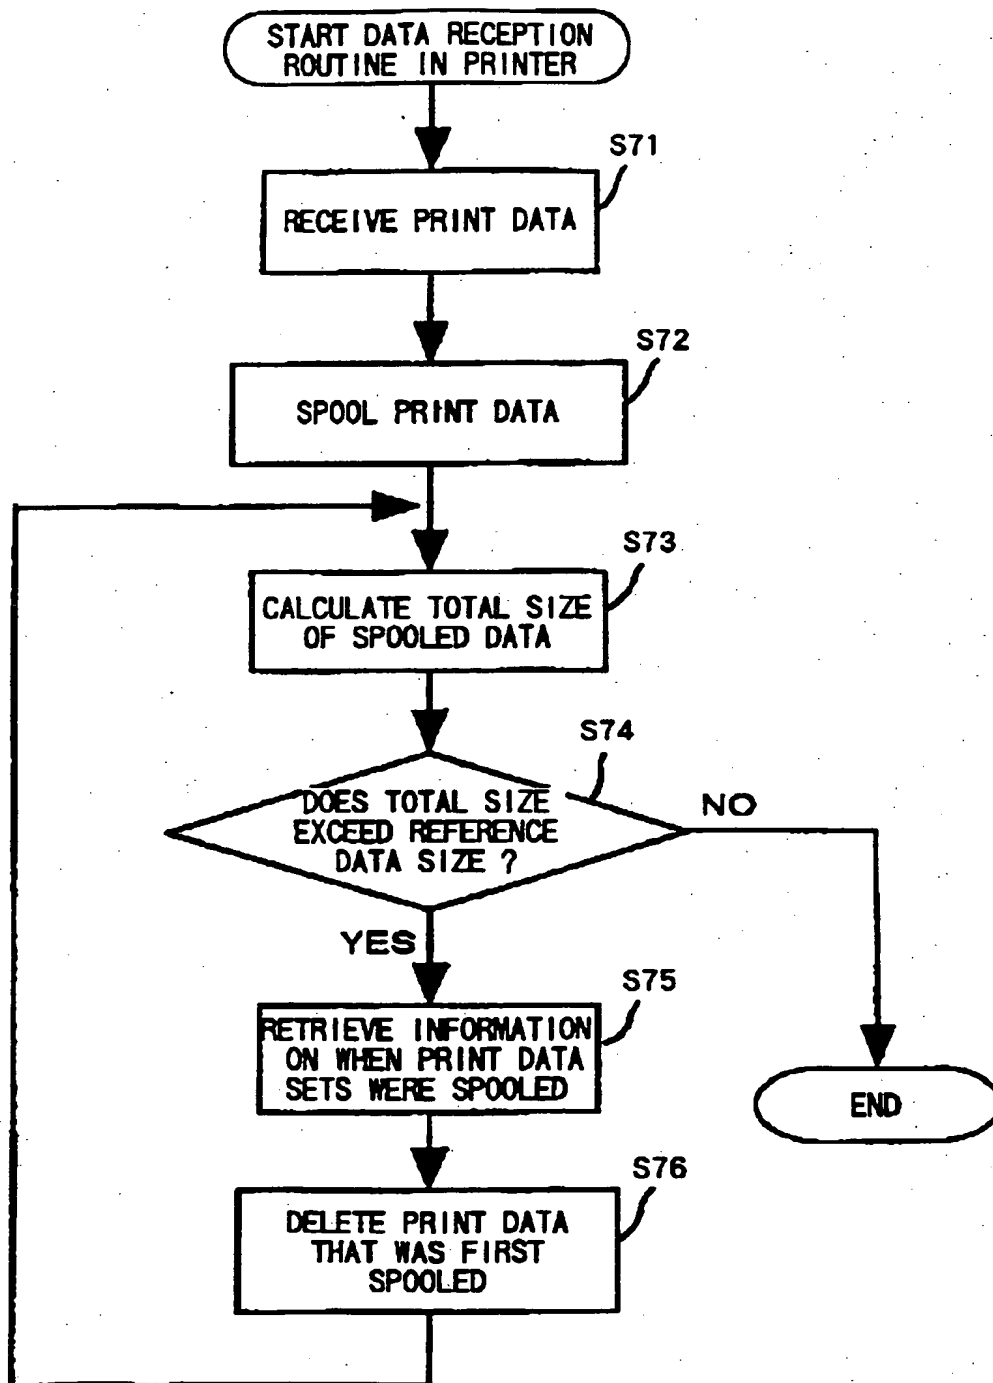 START DATA RECEPTION
ROUTINE IN PRINTER
S71
RECEIVE PRINT DATA
S72
SPOOL PRINT DATA
S73
CALCULATE TOTAL SIZE
OF SPOOLED DATA
S74
DOES TOTAL SIZE
EXCEED REFERENCE
DATA SIZE ?
NO
YES
S75
RETRIEVE INFORMATION
ON WHEN PRINT DATA
SETS WERE SPOOLED
END
S76
DELETE PRINT DATA
THAT WAS FIRST
SPOOLED